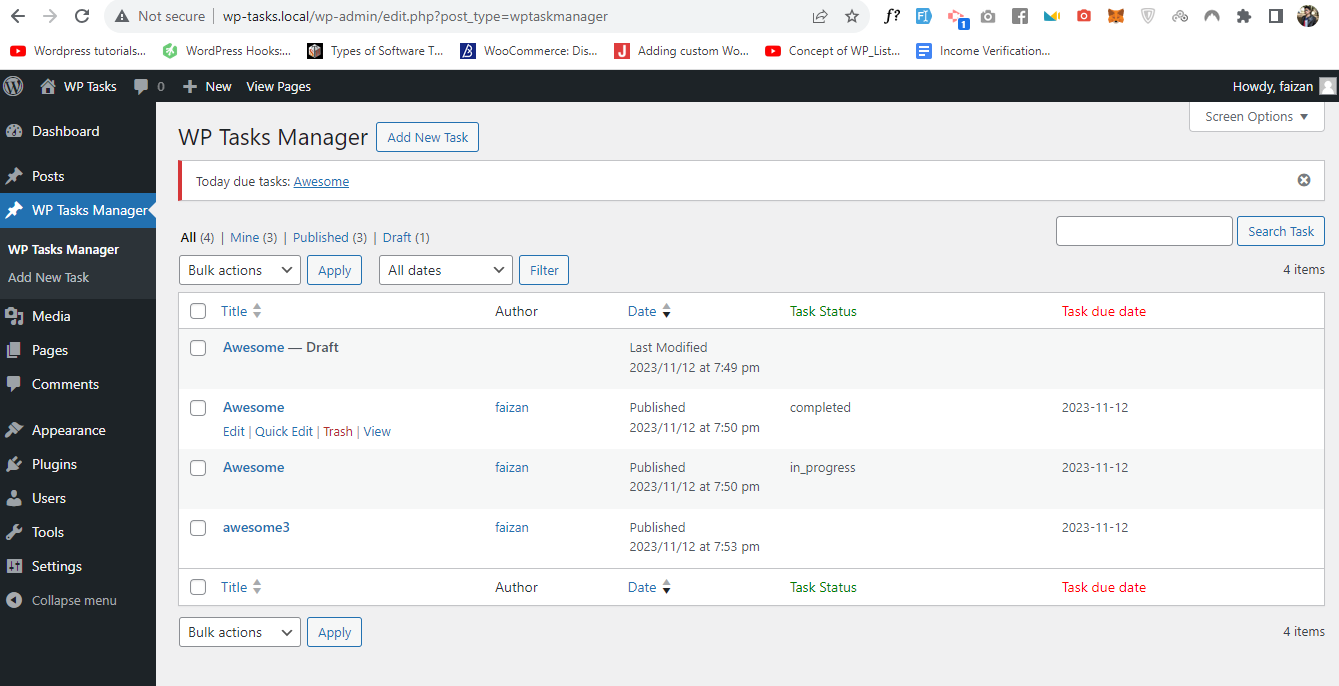 Not secure | wp-tasks.local/wp-admin/edit.php?post_type=wptaskmanager
f?
1
Wordpress tutorials... WordPress Hooks:... Types of Software T... WooCommerce: Dis... Adding custom Wo... Concept of WP_List... Income Verification...
WP Tasks 0 + New View Pages Howdy, faizan
Screen Options ▼
Dashboard
Posts
WP Tasks Manager
WP Tasks Manager
Add New Task
Media
Pages
Comments
Appearance
Plugins
Users
Tools
Settings
Collapse menu
WP Tasks Manager Add New Task
Today due tasks: Awesome
All (4) | Mine (3) | Published (3) | Draft (1)
Search Task
Bulk actions Apply All dates Filter 4 items
Title Author Date Task Status Task due date
Awesome — Draft Last Modified
2023/11/12 at 7:49 pm
Awesome faizan Published completed 2023-11-12
Edit | Quick Edit | Trash | View 2023/11/12 at 7:50 pm
Awesome faizan Published in_progress 2023-11-12
2023/11/12 at 7:50 pm
awesome3 faizan Published 2023-11-12
2023/11/12 at 7:53 pm
Title Author Date Task Status Task due date
Bulk actions Apply 4 items